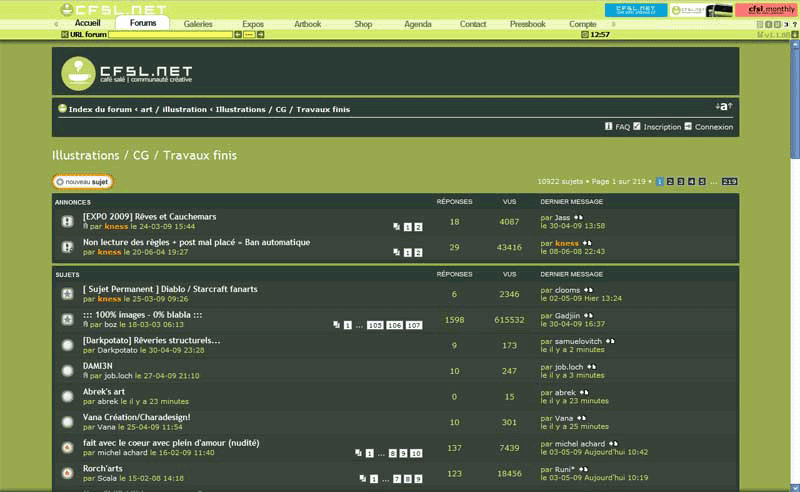 CFSL.NET
cfsl.monthly
Accueil Forums Galeries Expos Artbook Shop Agenda Contact Pressbook Compte
URL forum 12:57 v1.1.88
CFSL.NET
café salé | communauté créative
Index du forum ‹ art / illustration ‹ Illustrations / CG / Travaux finis
FAQ Inscription Connexion
Illustrations / CG / Travaux finis
nouveau sujet 10922 sujets • Page 1 sur 219 • 1 2 3 4 5 ... 219
ANNONCES RÉPONSES VUS DERNIER MESSAGE
[EXPO 2009] Rêves et Cauchemars 18 4087 par Jass
par kness le 24-03-09 15:44 1 2 le 30-04-09 13:58
Non lecture des règles + post mal placé = Ban automatique 29 43416 par kness
par kness le 20-06-04 19:27 1 2 le 08-06-08 22:43
SUJETS RÉPONSES VUS DERNIER MESSAGE
[ Sujet Permanent ] Diablo / Starcraft fanarts 6 2346 par clooms
par kness le 25-03-09 09:26 le 02-05-09 Hier 13:24
::: 100% images - 0% blabla ::: 1598 615532 par Gadjiin
par boz le 18-03-03 06:13 1 ... 105 106 107 le 30-04-09 16:37
[Darkpotato] Rêveries structurels... 9 173 par samuelovitch
par Darkpotato le 30-04-09 23:28 le il y a 2 minutes
DAMI3N 10 247 par job.loch
par job.loch le 27-04-09 21:10 le il y a 3 minutes
Abrek's art 0 15 par abrek
par abrek le il y a 23 minutes le il y a 23 minutes
Vana Création/Charadesign! 10 301 par Vana
par Vana le 25-04-09 11:54 le il y a 25 minutes
fait avec le coeur avec plein d'amour (nudité) 137 7439 par michel achard
par michel achard le 16-02-09 11:40 1 ... 8 9 10 le 03-05-09 Aujourd'hui 10:42
Rorch'arts 123 18456 par Runi*
par Scala le 15-02-08 14:18 1 ... 7 8 9 le 03-05-09 Aujourd'hui 10:19